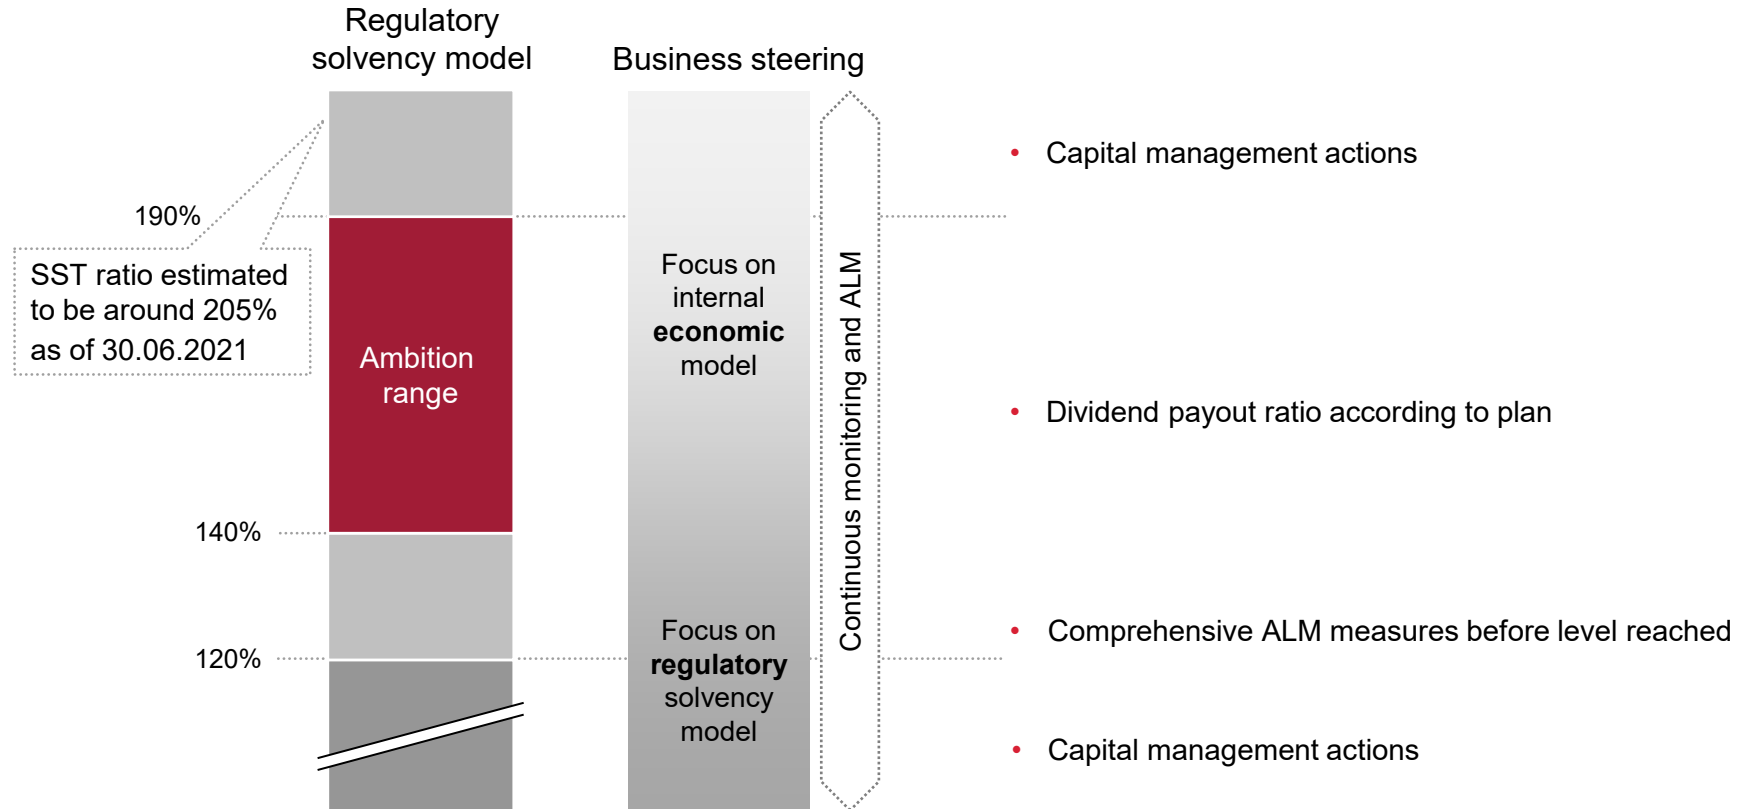 Regulatory
solvency model
Business steering
• Capital management actions
190%
SST ratio estimated
to be around 205%
as of 30.06.2021
Ambition
range
Focus on
internal
economic
model
Continuous monitoring and ALM
• Dividend payout ratio according to plan
140%
• Comprehensive ALM measures before level reached
120%
Focus on
regulatory
solvency
model
• Capital management actions